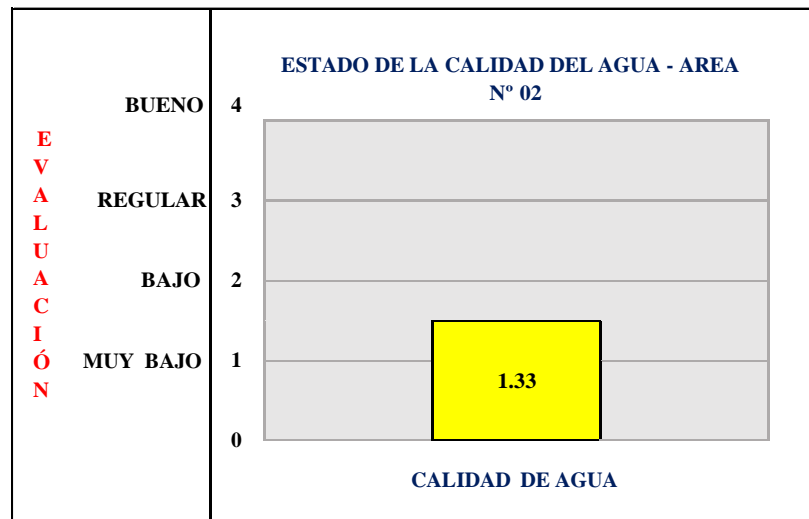 ESTADO DE LA CALIDAD DEL AGUA - AREA
Nº 02
EVALUACIÓN
BUENO 4
REGULAR 3
BAJO 2
MUY BAJO 1
0
1.33
CALIDAD DE AGUA